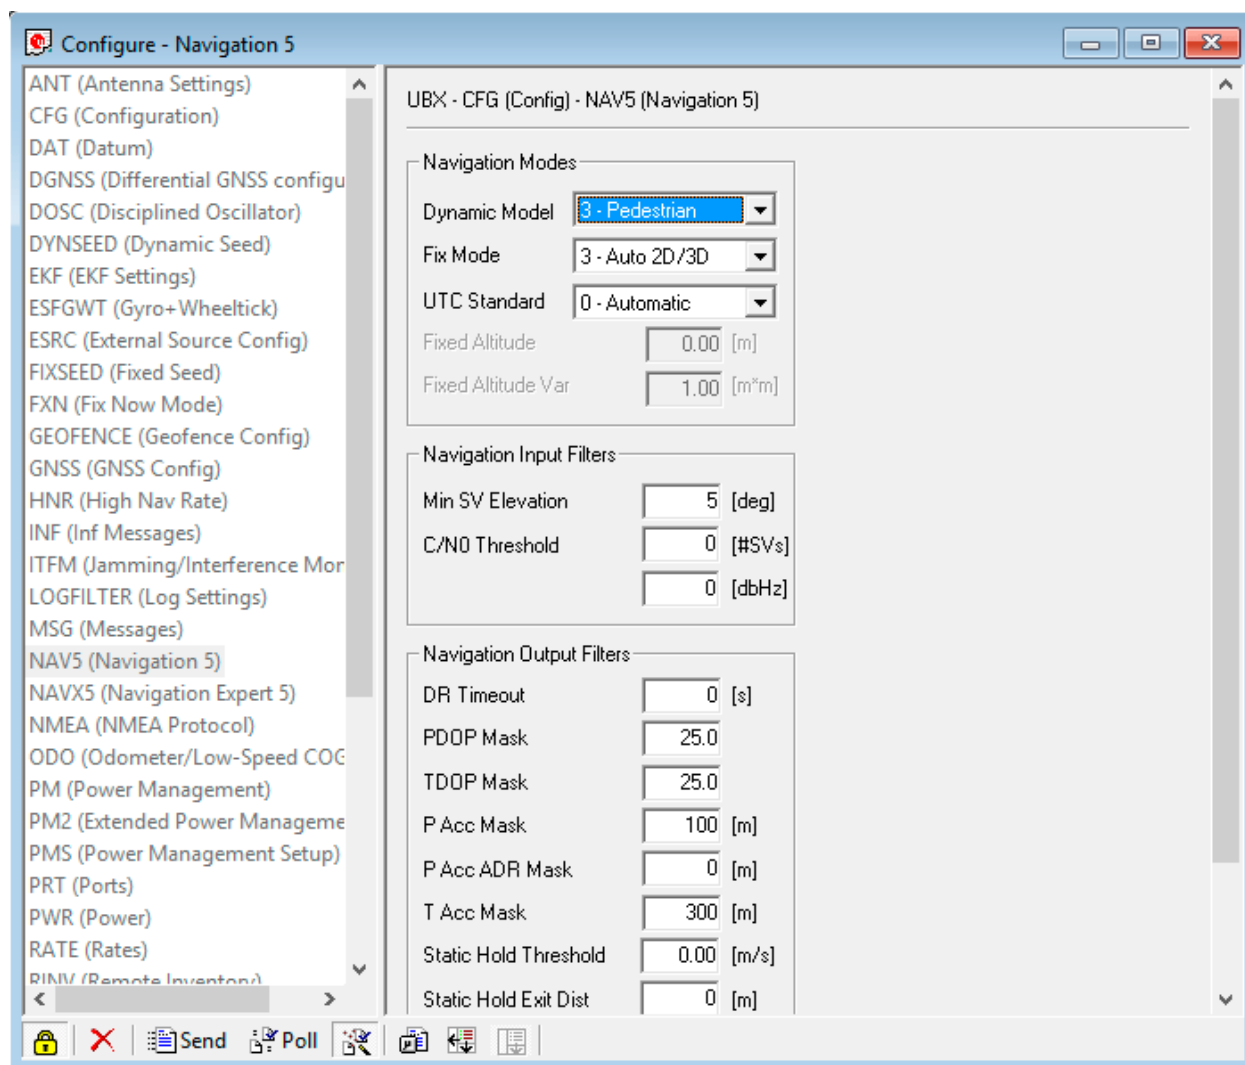 Configure - Navigation 5
ANT (Antenna Settings)
CFG (Configuration)
DAT (Datum)
DGNSS (Differential GNSS configu
DOSC (Disciplined Oscillator)
DYNSEED (Dynamic Seed)
EKF (EKF Settings)
ESFGWT (Gyro+Wheeltick)
ESRC (External Source Config)
FIXSEED (Fixed Seed)
FXN (Fix Now Mode)
GEOFENCE (Geofence Config)
GNSS (GNSS Config)
HNR (High Nav Rate)
INF (Inf Messages)
ITFM (Jamming/Interference Mor
LOGFILTER (Log Settings)
MSG (Messages)
NAV5 (Navigation 5)
NAVX5 (Navigation Expert 5)
NMEA (NMEA Protocol)
ODO (Odometer/Low-Speed COG
PM (Power Management)
PM2 (Extended Power Manageme
PMS (Power Management Setup)
PRT (Ports)
PWR (Power)
RATE (Rates)
RINV (Remote Inventory)
UBX - CFG (Config) - NAV5 (Navigation 5)
Navigation Modes
Dynamic Model 3 - Pedestrian
Fix Mode 3 - Auto 2D/3D
UTC Standard 0 - Automatic
Fixed Altitude 0.00 [m]
Fixed Altitude Var 1.00 [m*m]
Navigation Input Filters
Min SV Elevation 5 [deg]
C/N0 Threshold 0 [#SVs]
0 [dbHz]
Navigation Output Filters
DR Timeout 0 [s]
PDOP Mask 25.0
TDOP Mask 25.0
P Acc Mask 100 [m]
P Acc ADR Mask 0 [m]
T Acc Mask 300 [m]
Static Hold Threshold 0.00 [m/s]
Static Hold Exit Dist 0 [m]
Send Poll